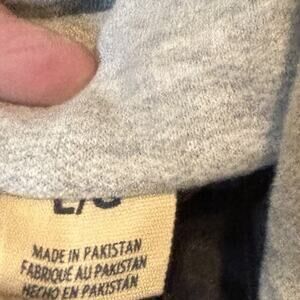 L/G
MADE IN PAKISTAN
FABRIQUÉ AU PAKISTAN
HECHO EN PAKISTAN